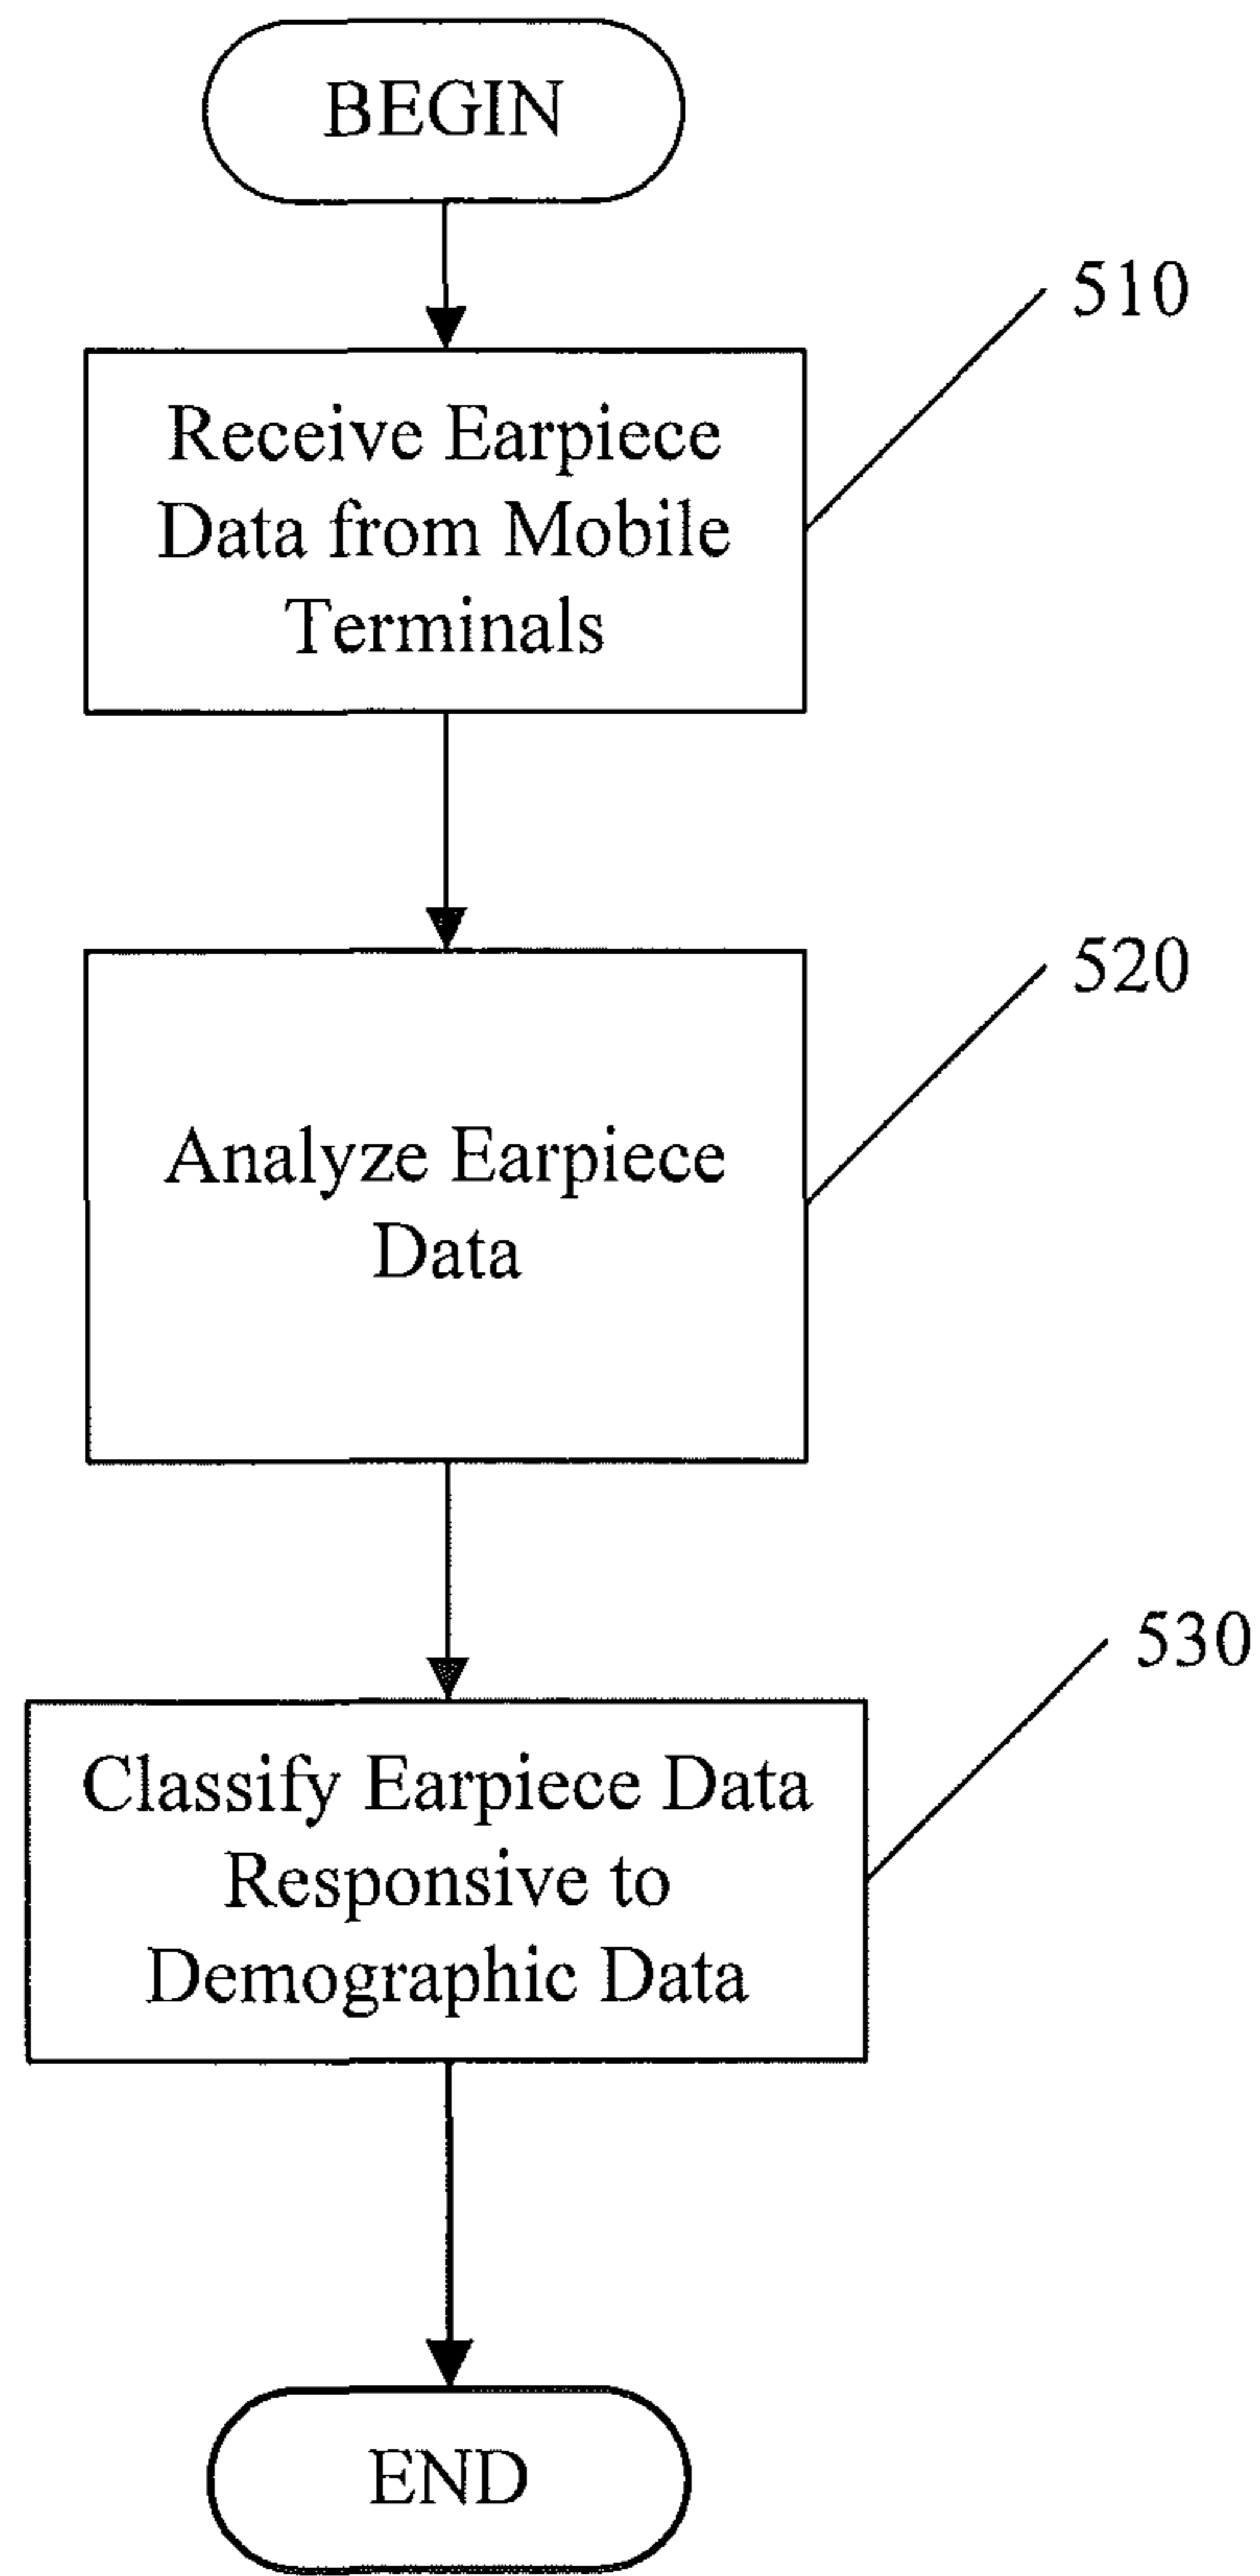 BEGIN
510
Receive Earpiece
Data from Mobile
Terminals
520
Analyze Earpiece
Data
530
Classify Earpiece Data
Responsive to
Demographic Data
END